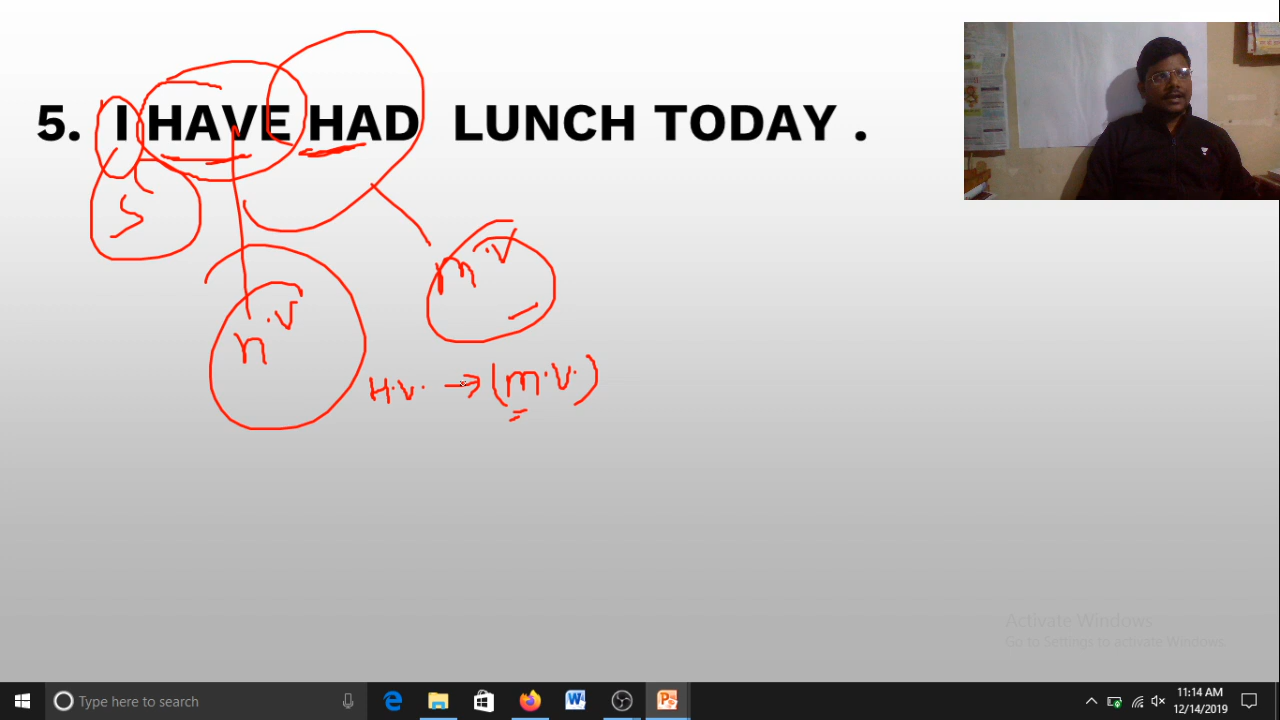 5. I HAVE HAD LUNCH TODAY .
S
m.V
h.V
H.V. → (m.V.)
Activate Windows
Go to Settings to activate Windows.
Type here to search
11:14 AM
12/14/2019